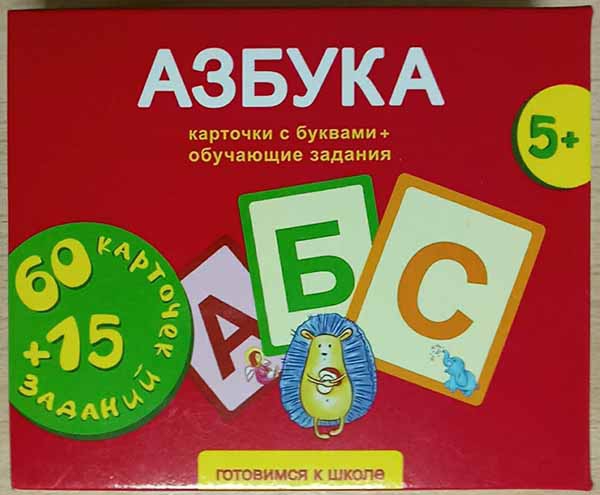 АЗБУКА
карточки с буквами+
обучающие задания
5+
60 карточек
+15
заданий
А
Б
С
готовимся к школе